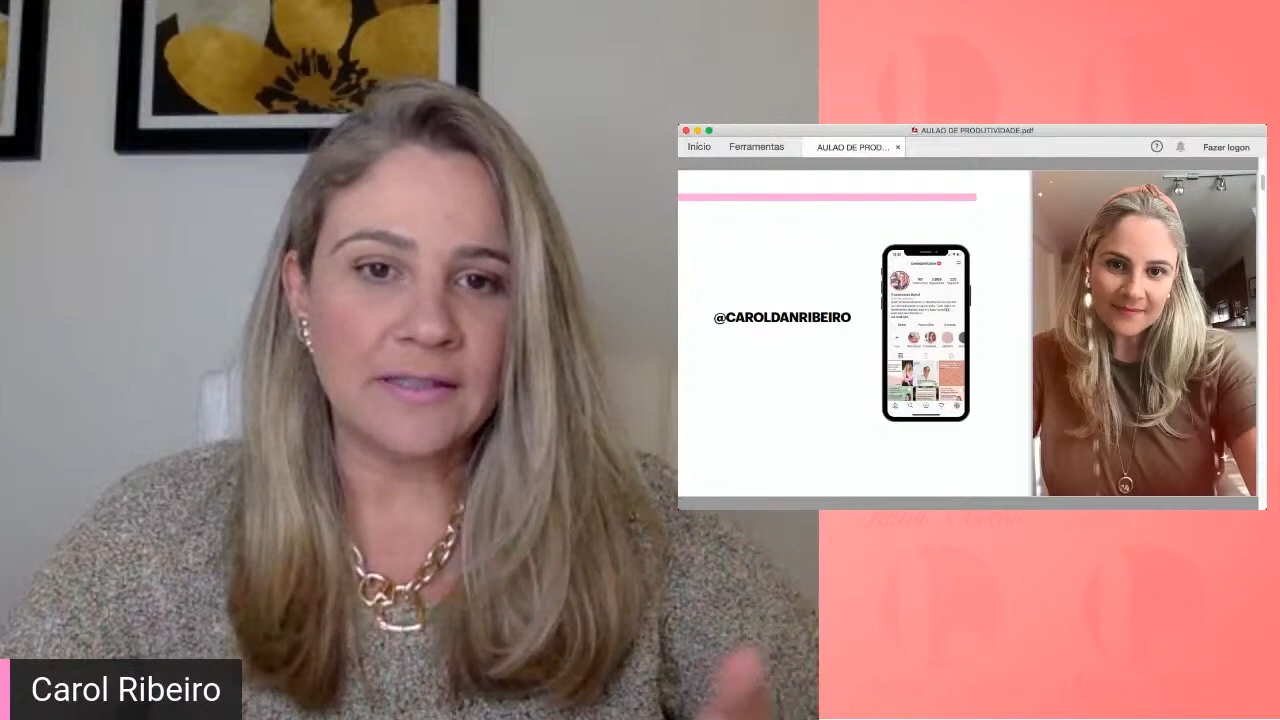 AULAO DE PRODUTIVIDADE.pdf
Início
Ferramentas
AULAO DE PROD...
×
?
Fazer logon
@CAROLDANRIBEIRO
Carol Ribeiro